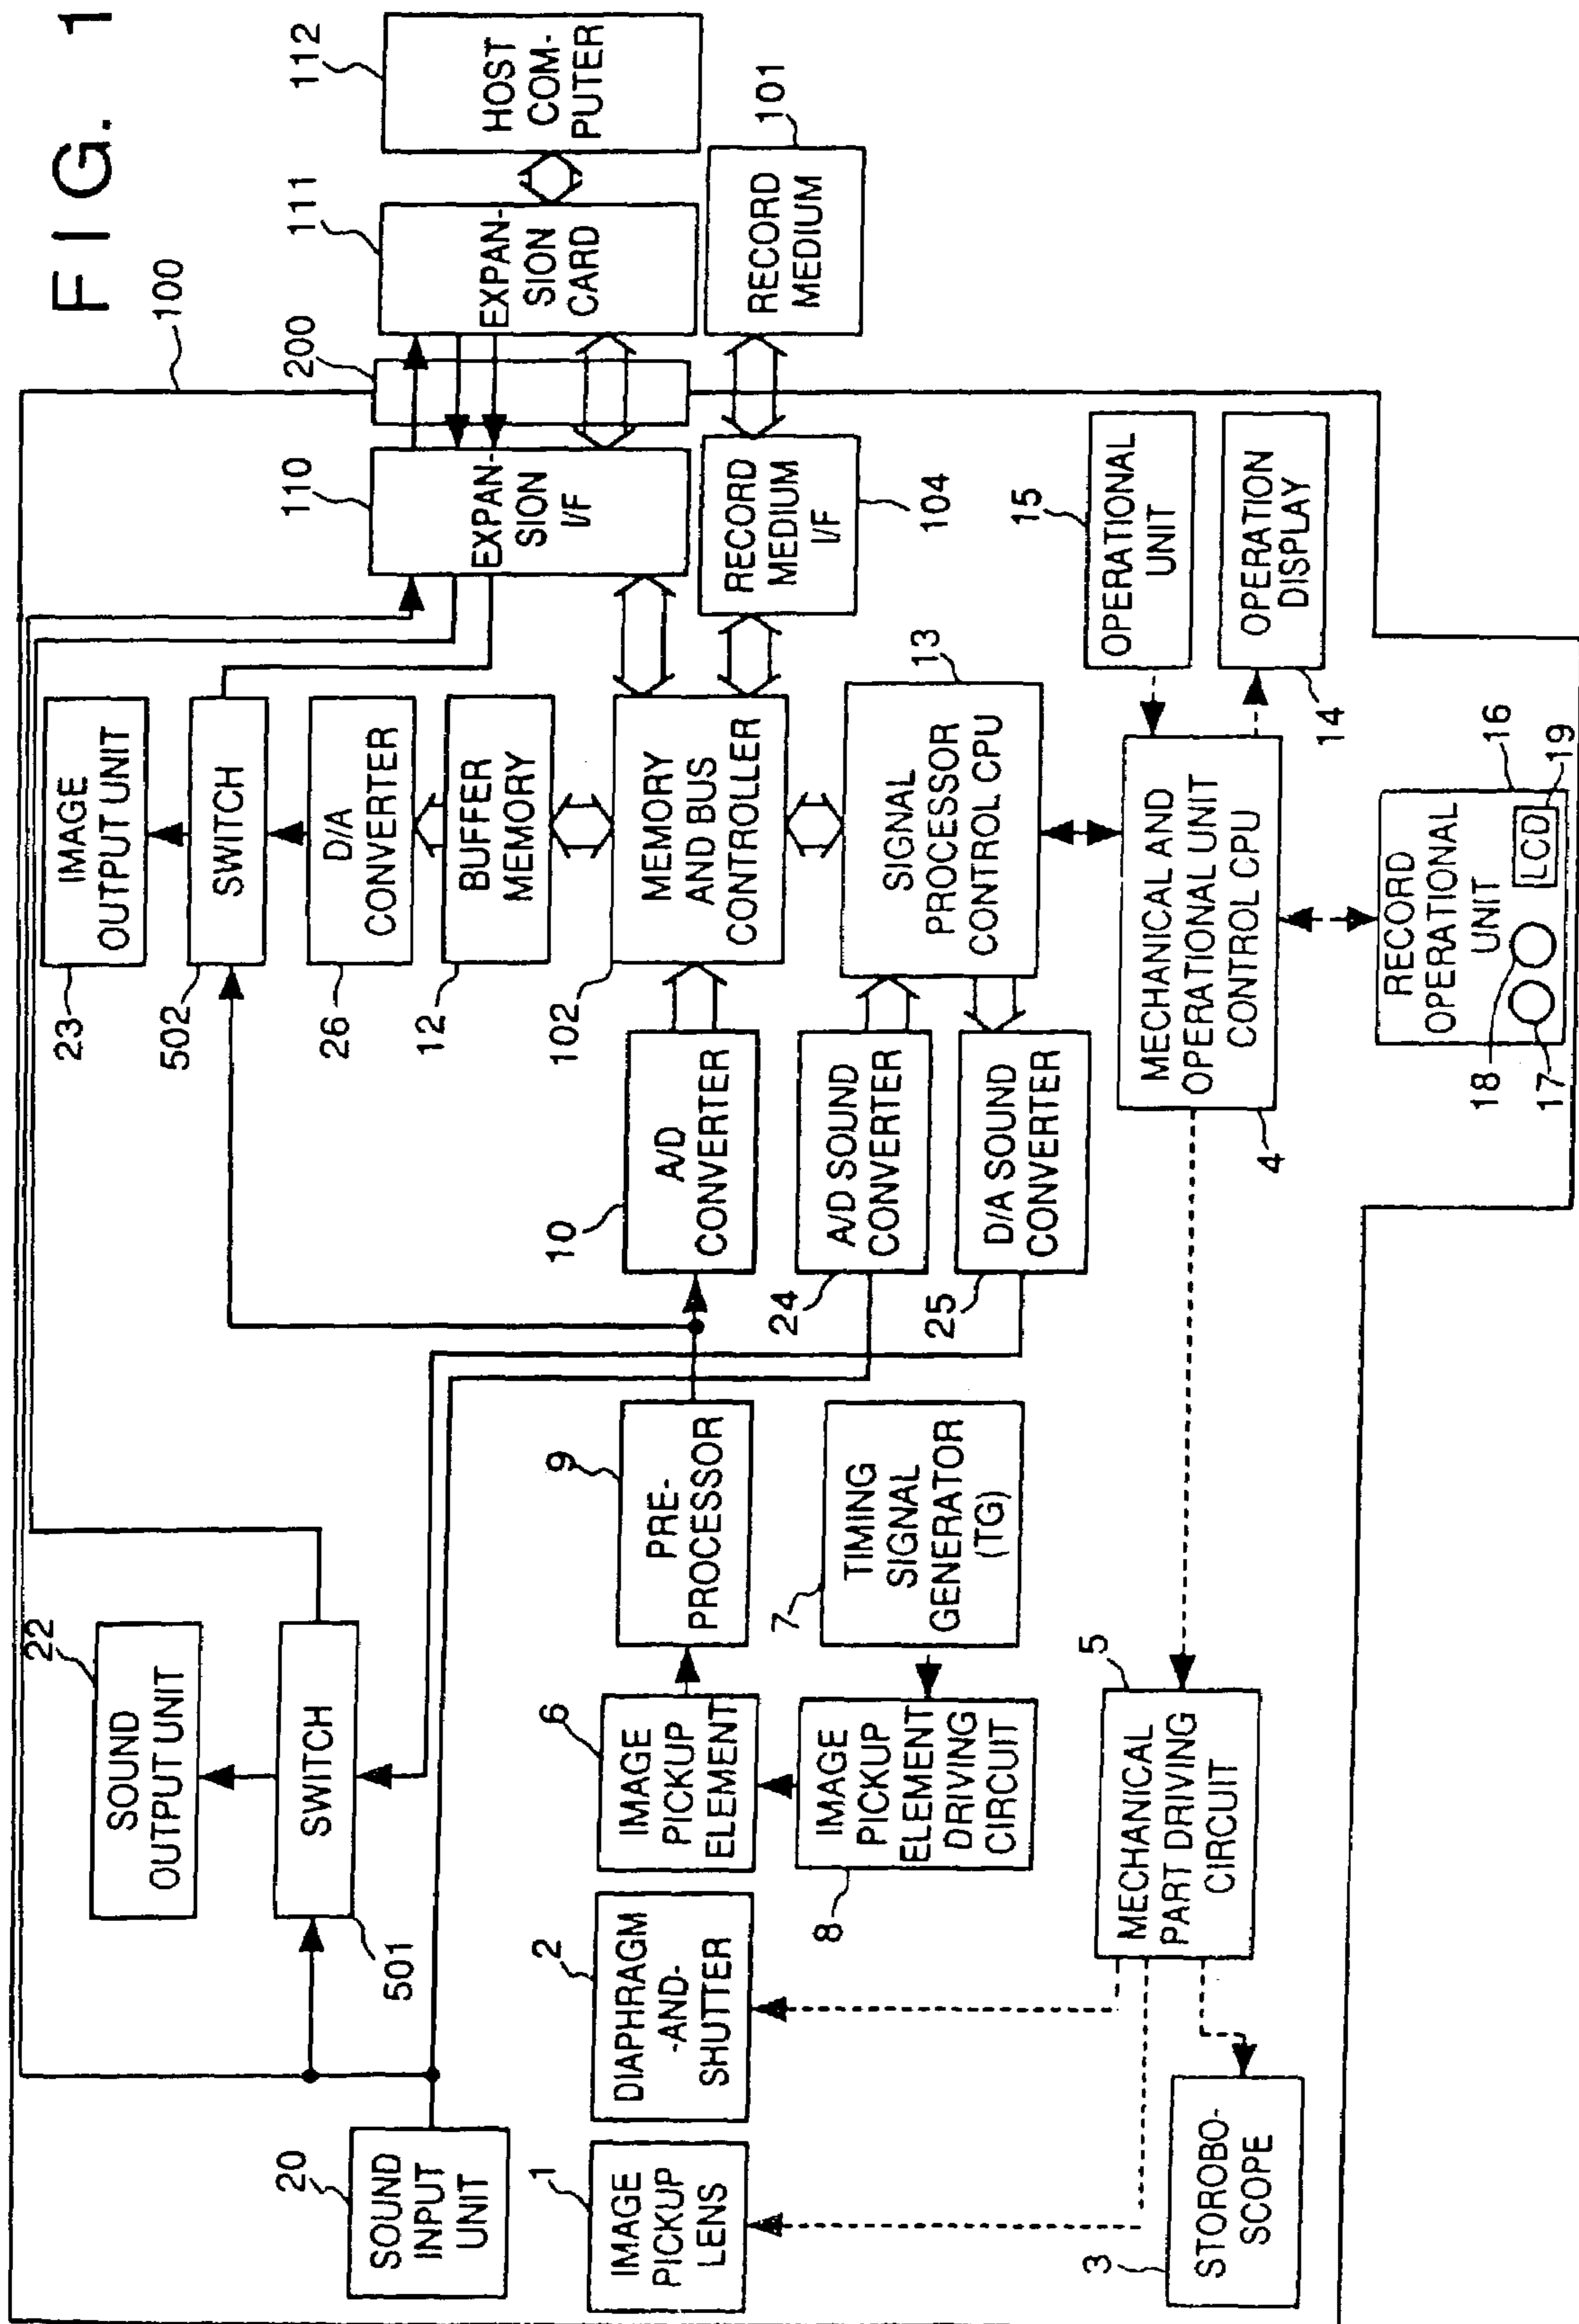 FIG. 1
100
200
110
EXPAN-
SION
I/F
111
EXPAN-
SION
CARD
112
HOST
COM-
PUTER
101
RECORD
MEDIUM
RECORD
MEDIUM
I/F
104
23
IMAGE
OUTPUT UNIT
502
SWITCH
26
D/A
CONVERTER
12
BUFFER
MEMORY
102
MEMORY
AND BUS
CONTROLLER
13
SIGNAL
PROCESSOR
CONTROL CPU
15
OPERATIONAL
UNIT
OPERATION
DISPLAY
14
MECHANICAL AND
OPERATIONAL UNIT
CONTROL CPU
4
RECORD
OPERATIONAL
UNIT
16
LCD
19
18
17
10
A/D
CONVERTER
24
A/D SOUND
CONVERTER
25
D/A SOUND
CONVERTER
22
SOUND
OUTPUT UNIT
SWITCH
501
20
SOUND
INPUT
UNIT
9
PRE-
PROCESSOR
7
TIMING
SIGNAL
GENERATOR
(TG)
6
IMAGE
PICKUP
ELEMENT
8
IMAGE
PICKUP
ELEMENT
DRIVING
CIRCUIT
2
DIAPHRAGM
-AND-
SHUTTER
1
IMAGE
PICKUP
LENS
5
MECHANICAL
PART DRIVING
CIRCUIT
3
STOROBO-
SCOPE